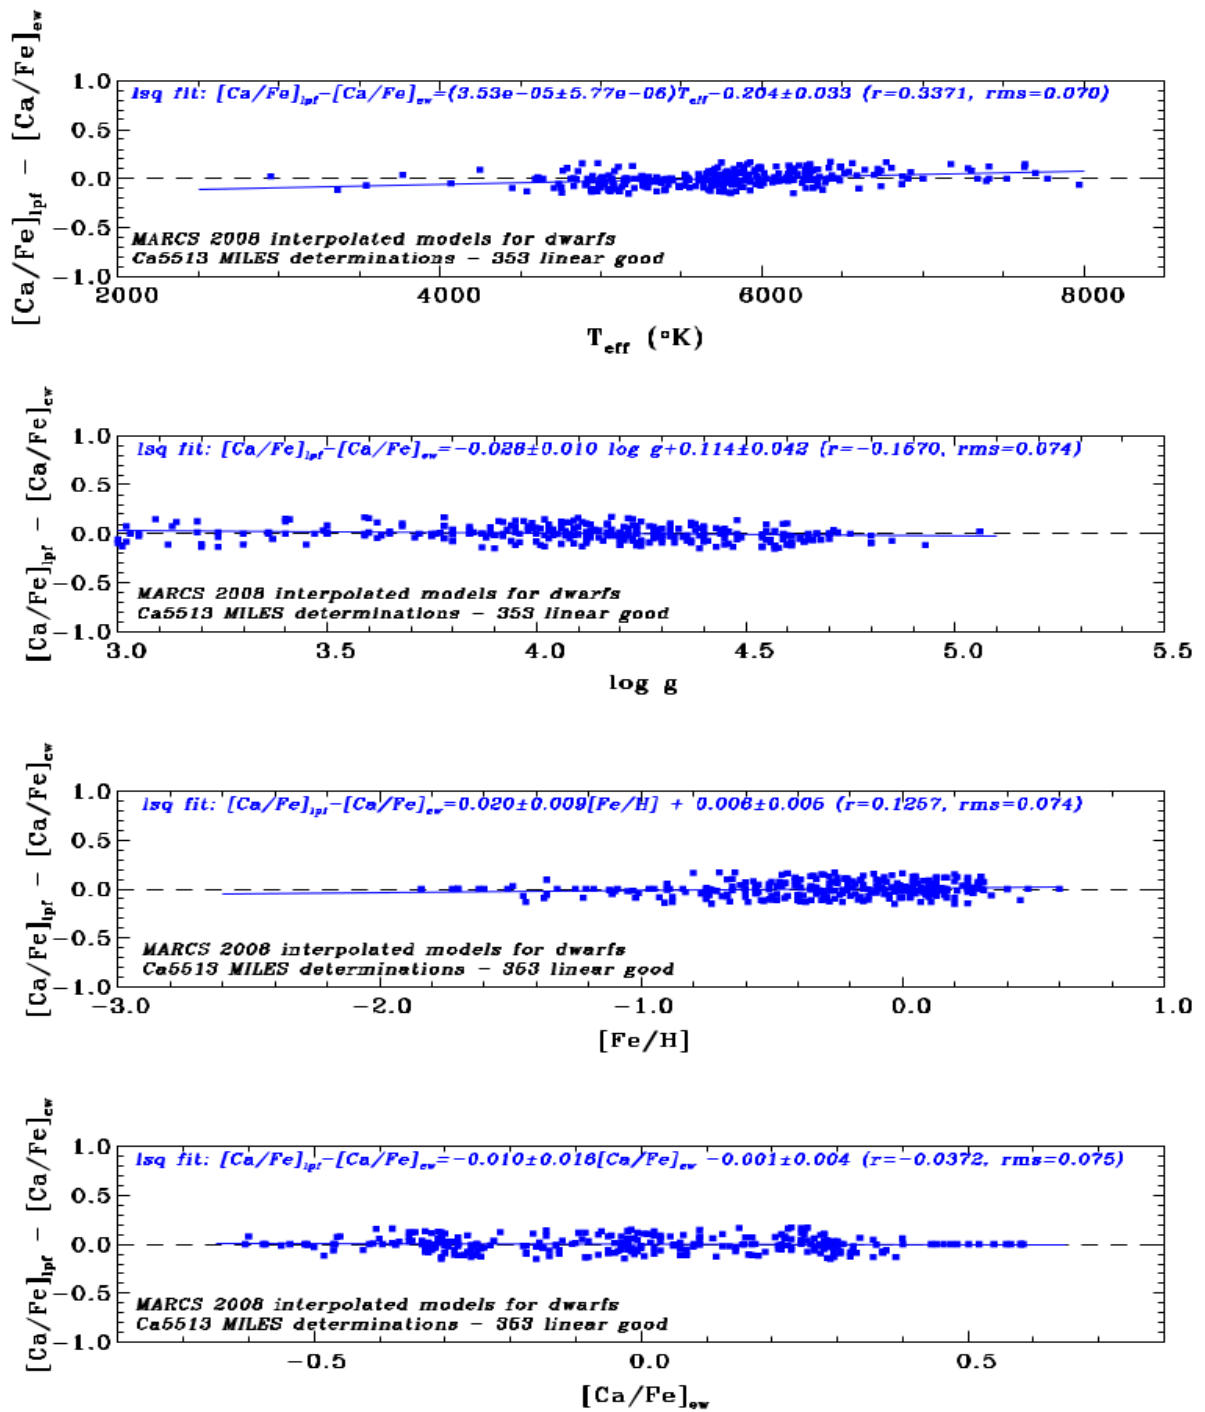 [Ca/Fe]lpf − [Ca/Fe]ew
1.0
0.5
0.0
−0.5
−1.0
lsq fit: [Ca/Fe]lpf−[Ca/Fe]ew=(3.53e−05±5.77e−06)Teff−0.204±0.033 (r=0.3371, rms=0.070)
MARCS 2008 interpolated models for dwarfs
Ca5513 MILES determinations − 353 linear good
2000 4000 6000 8000
Teff (°K)
[Ca/Fe]lpf − [Ca/Fe]ew
1.0
0.5
0.0
−0.5
−1.0
lsq fit: [Ca/Fe]lpf−[Ca/Fe]ew=−0.028±0.010 log g+0.114±0.042 (r=−0.1570, rms=0.074)
MARCS 2008 interpolated models for dwarfs
Ca5513 MILES determinations − 353 linear good
3.0 3.5 4.0 4.5 5.0 5.5
log g
[Ca/Fe]lpf − [Ca/Fe]ew
1.0
0.5
0.0
−0.5
−1.0
lsq fit: [Ca/Fe]lpf−[Ca/Fe]ew=0.020±0.009[Fe/H] + 0.006±0.005 (r=0.1257, rms=0.074)
MARCS 2008 interpolated models for dwarfs
Ca5513 MILES determinations − 353 linear good
−3.0 −2.0 −1.0 0.0 1.0
[Fe/H]
[Ca/Fe]lpf − [Ca/Fe]ew
1.0
0.5
0.0
−0.5
−1.0
lsq fit: [Ca/Fe]lpf−[Ca/Fe]ew=−0.010±0.016[Ca/Fe]ew −0.001±0.004 (r=−0.0372, rms=0.075)
MARCS 2008 interpolated models for dwarfs
Ca5513 MILES determinations − 353 linear good
−0.5 0.0 0.5
[Ca/Fe]ew